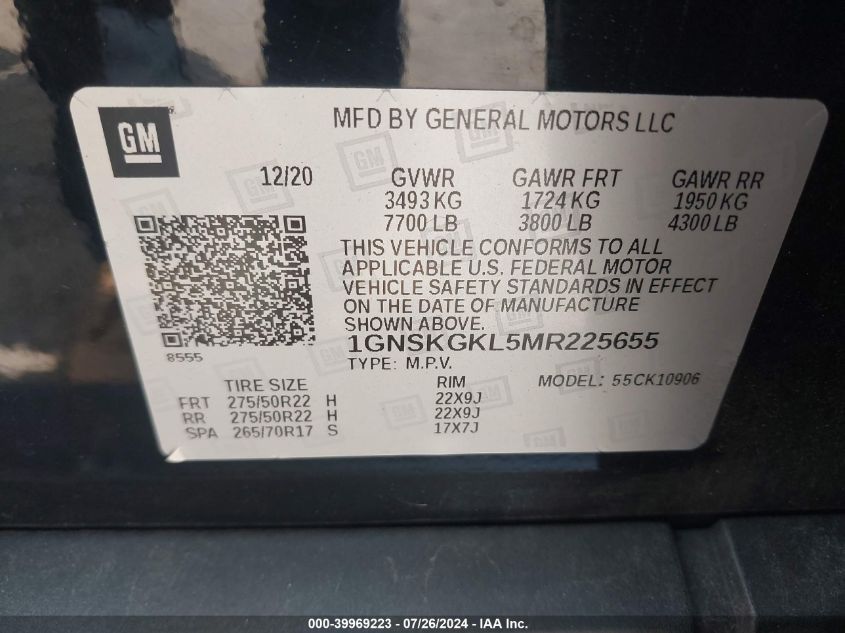 GM
MFD BY GENERAL MOTORS LLC
12/20 GVWR GAWR FRT GAWR RR
3493 KG 1724 KG 1950 KG
7700 LB 3800 LB 4300 LB
THIS VEHICLE CONFORMS TO ALL
APPLICABLE U.S. FEDERAL MOTOR
VEHICLE SAFETY STANDARDS IN EFFECT
ON THE DATE OF MANUFACTURE
SHOWN ABOVE.
8555
1GNSKGKL5MR225655
TYPE: M.P.V.
TIRE SIZE RIM MODEL: 55CK10906
FRT 275/50R22 H 22X9J
RR 275/50R22 H 22X9J
SPA 265/70R17 S 17X7J
000-39969223 - 07/26/2024 - IAA Inc.